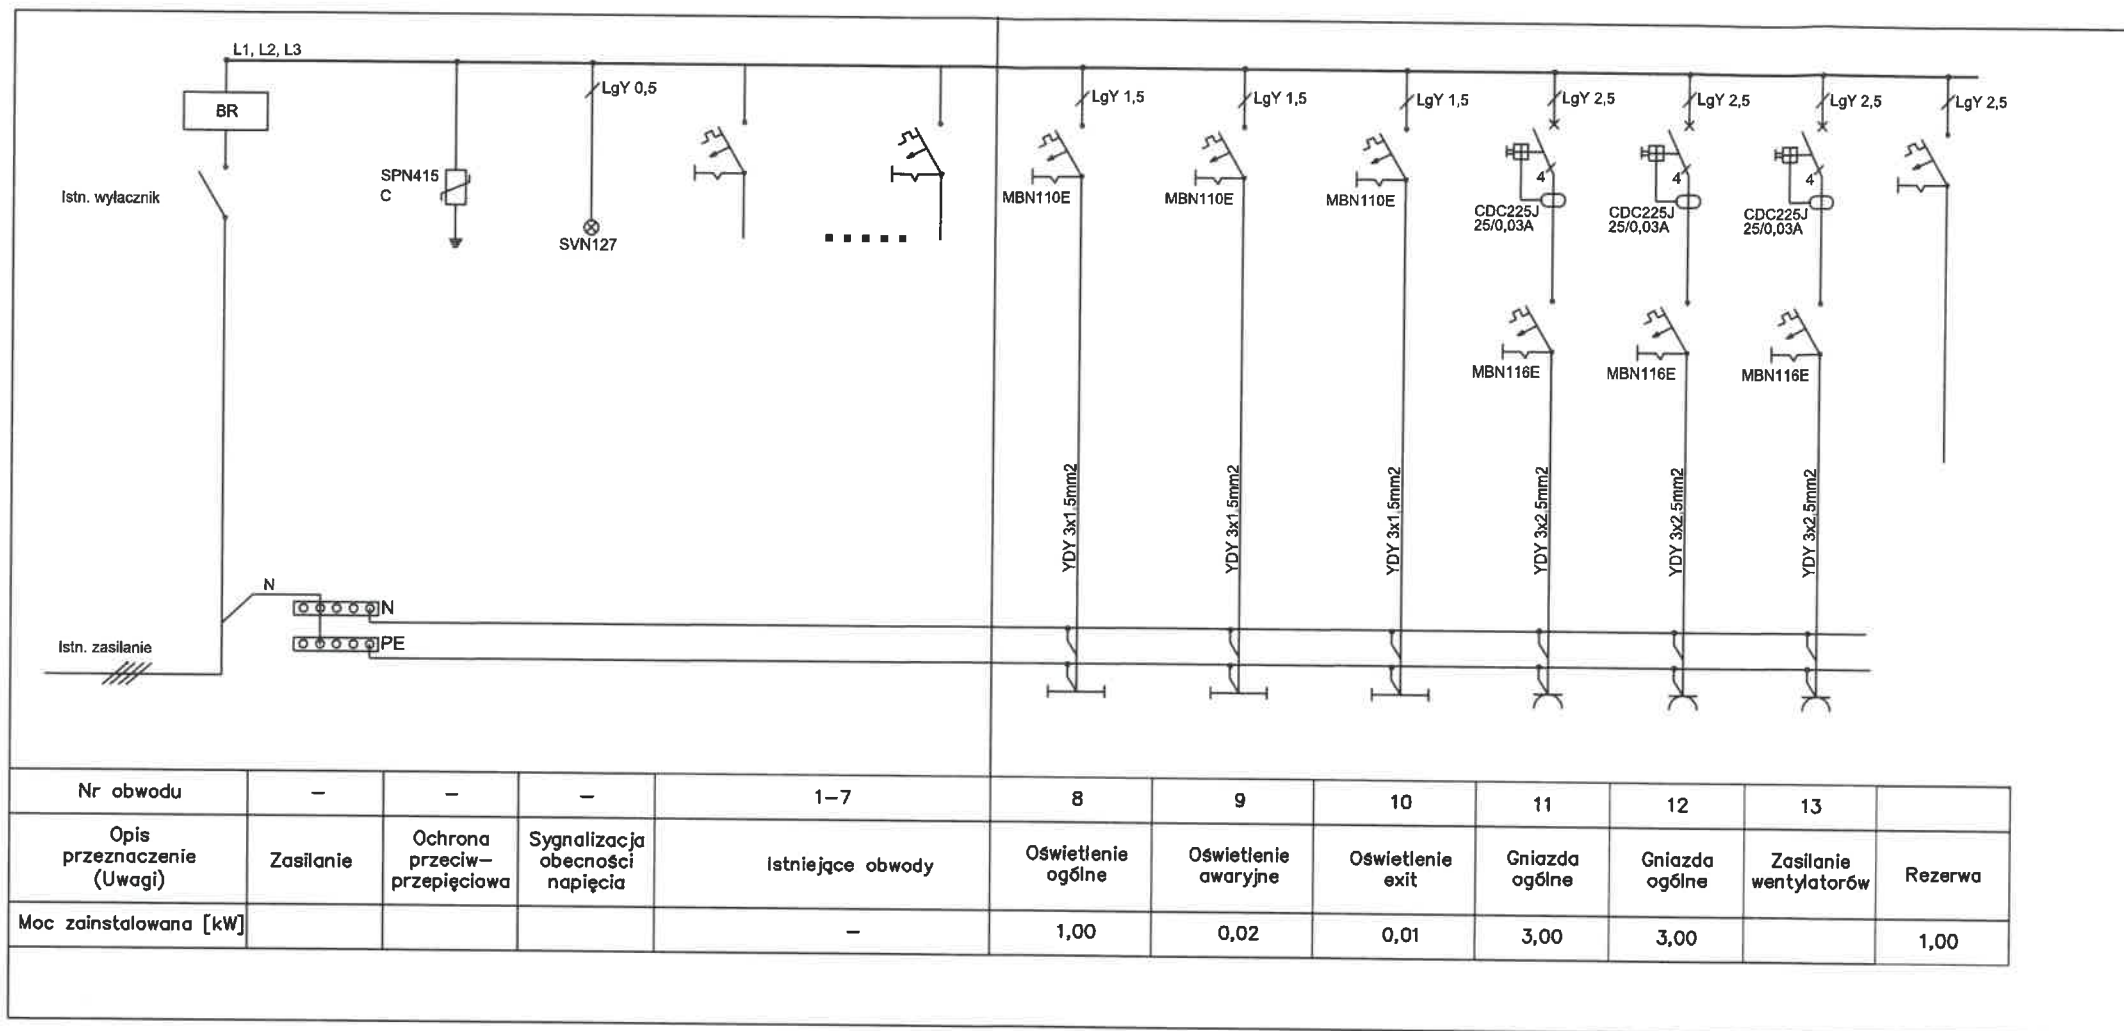 L1, L2, L3
BR
Istn. wyłacznik
SPN415
C
LgY 0,5
SVN127
LgY 1,5
LgY 1,5
LgY 1,5
LgY 2,5
LgY 2,5
LgY 2,5
LgY 2,5
MBN110E
MBN110E
MBN110E
4
4
4
CDC225J
25/0,03A
CDC225J
25/0,03A
CDC225J
25/0,03A
MBN116E
MBN116E
MBN116E
YDY 3x1,5mm2
YDY 3x1,5mm2
YDY 3x1,5mm2
YDY 3x2,5mm2
YDY 3x2,5mm2
YDY 3x2,5mm2
N
N
PE
Istn. zasilanie
Nr obwodu
–
–
–
1–7
8
9
10
11
12
13
Opis
przeznaczenie
(Uwagi)
Zasilanie
Ochrona
przeciw–
przepięciowa
Sygnalizacja
obecności
napięcia
Istniejące obwody
Oświetlenie
ogólne
Oświetlenie
awaryjne
Oświetlenie
exit
Gniazda
ogólne
Gniazda
ogólne
Zasilanie
wentylatorów
Rezerwa
Moc zainstalowana [kW]
–
1,00
0,02
0,01
3,00
3,00
1,00